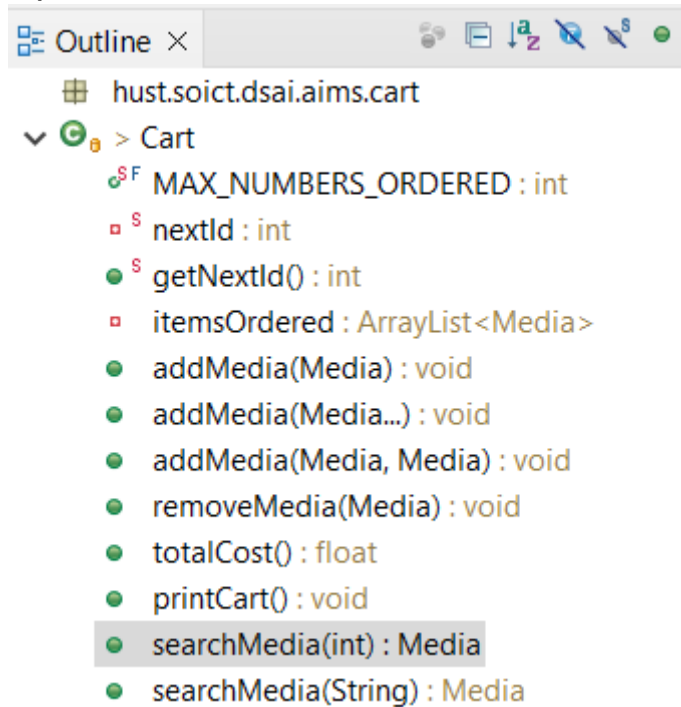 Outline ×
hust.soict.dsai.aims.cart
> Cart
S F MAX_NUMBERS_ORDERED : int
S nextId : int
S getNextId() : int
itemsOrdered : ArrayList<Media>
addMedia(Media) : void
addMedia(Media...) : void
addMedia(Media, Media) : void
removeMedia(Media) : void
totalCost() : float
printCart() : void
searchMedia(int) : Media
searchMedia(String) : Media